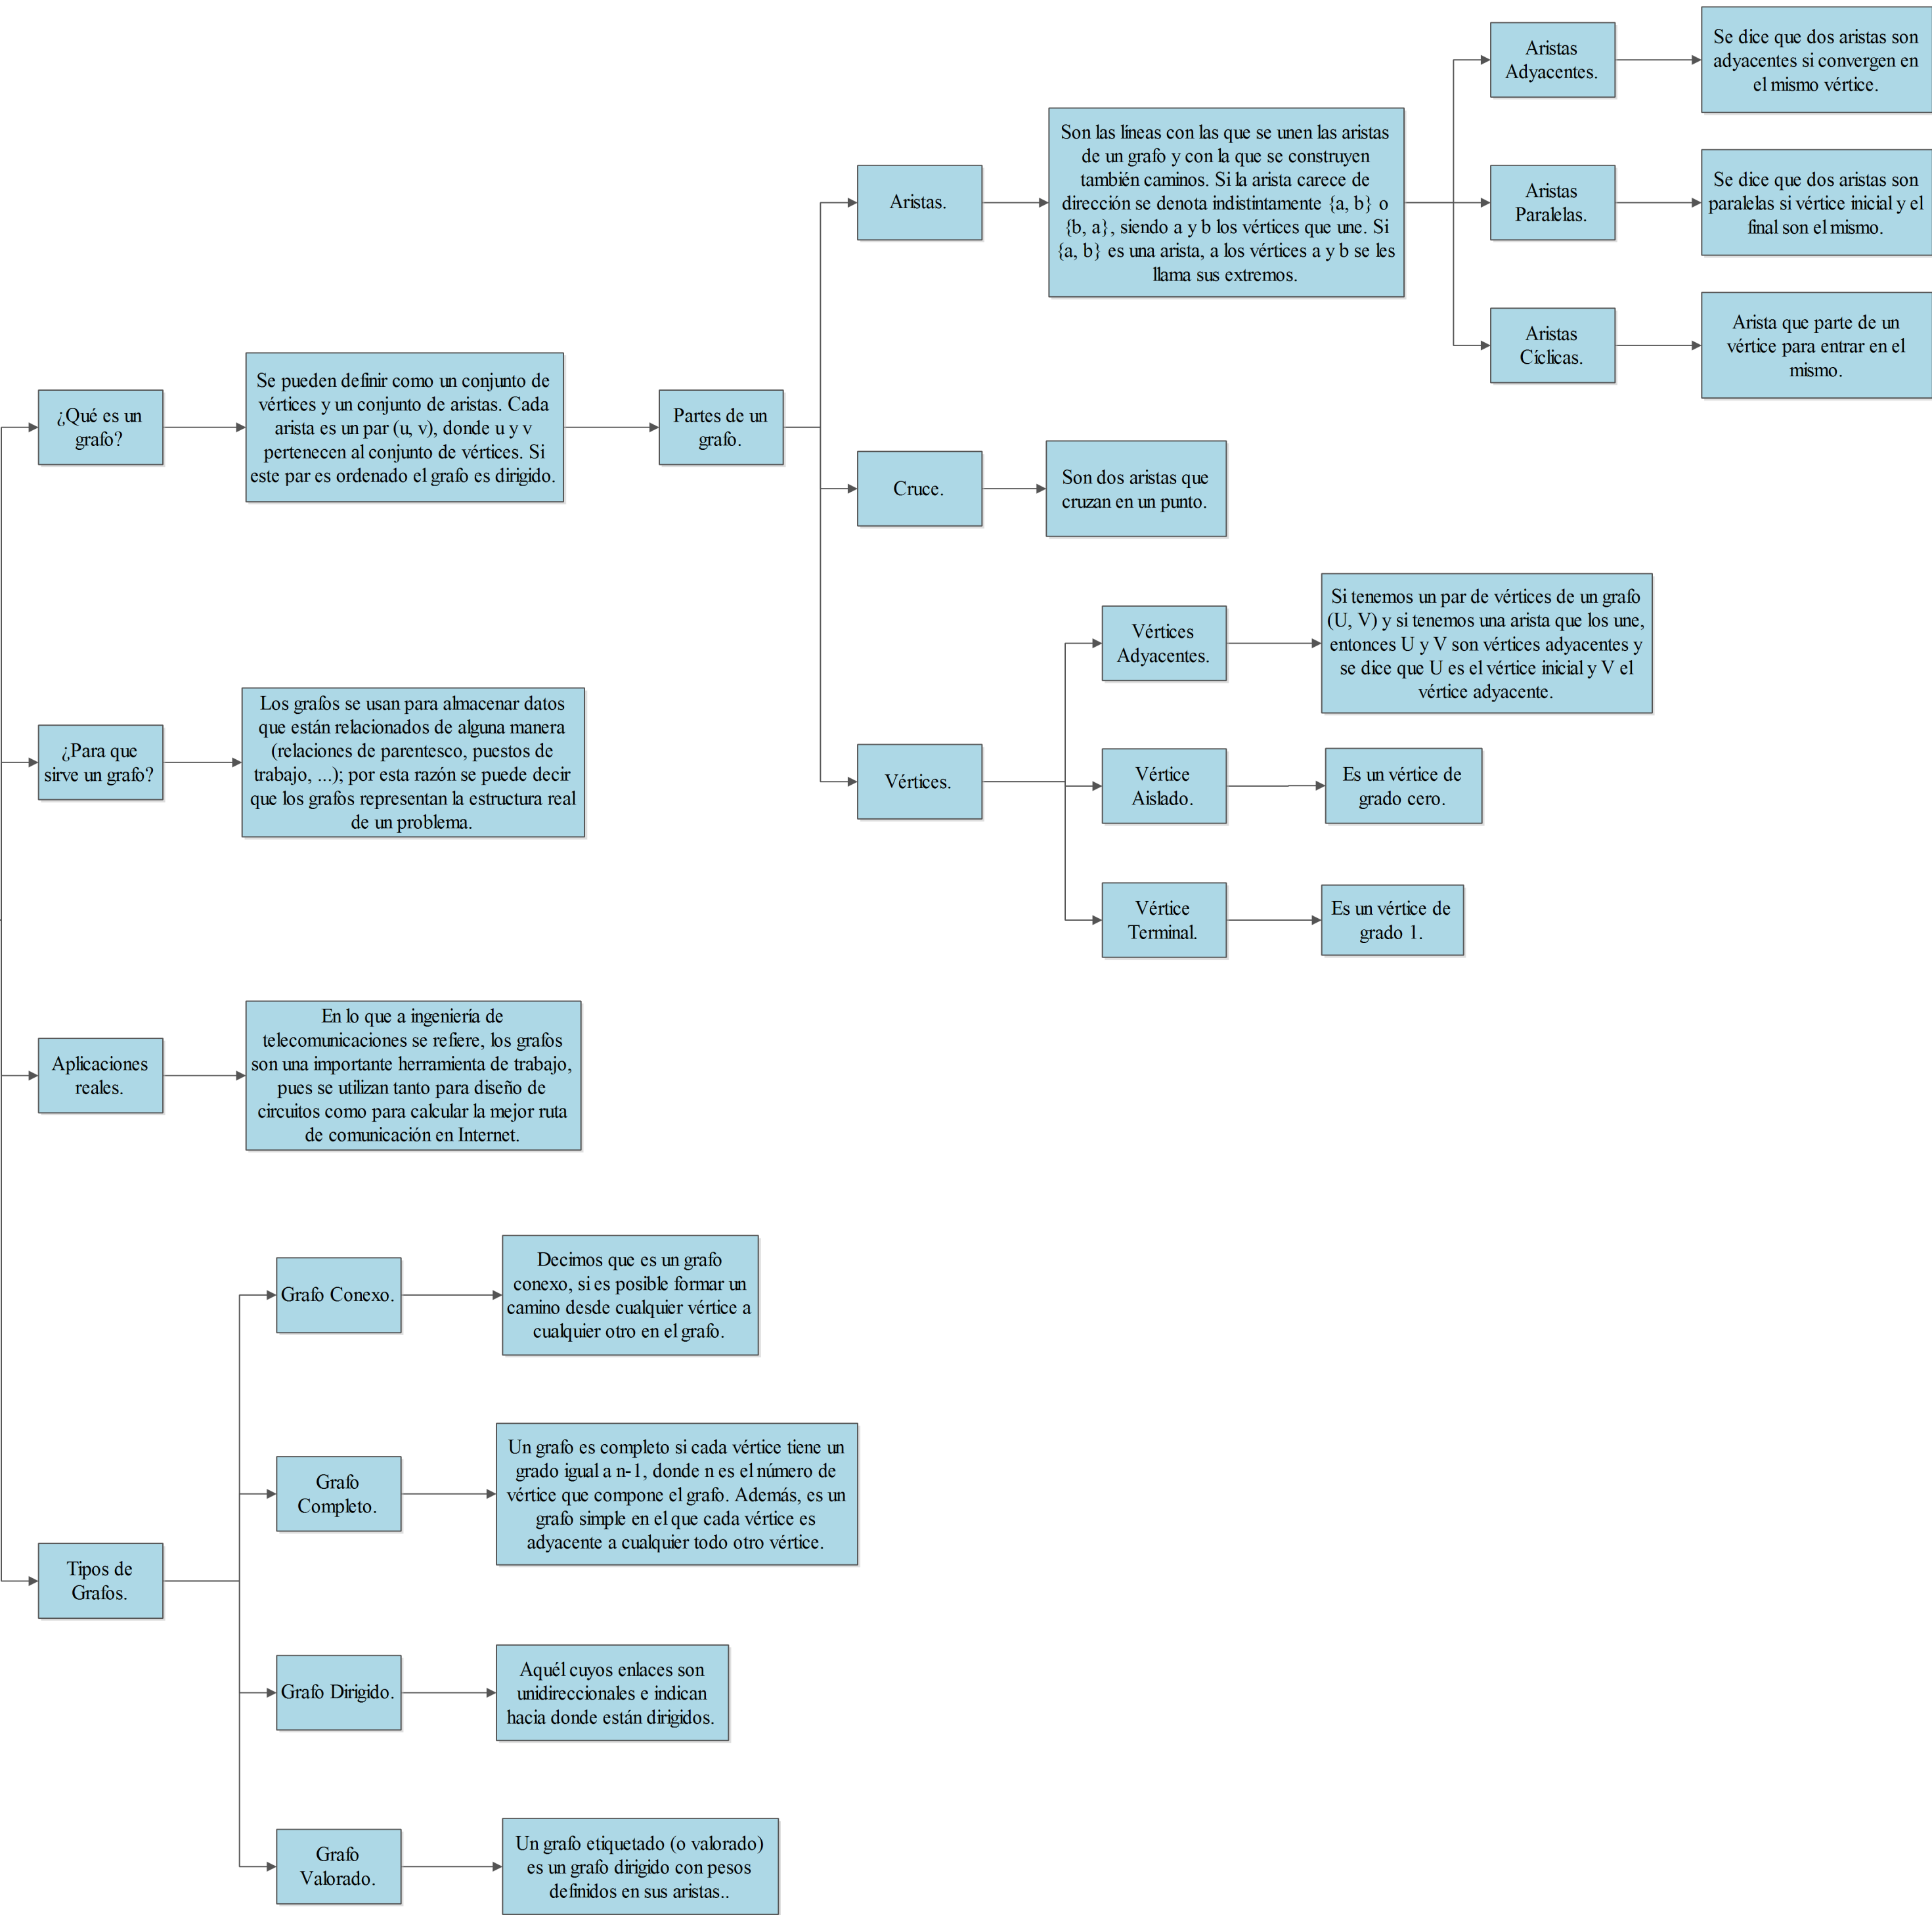 ¿Qué es un
grafo?
Se pueden definir como un conjunto de
vértices y un conjunto de aristas. Cada
arista es un par (u, v), donde u y v
pertenecen al conjunto de vértices. Si
este par es ordenado el grafo es dirigido.
Partes de un
grafo.
Aristas.
Son las líneas con las que se unen las aristas
de un grafo y con la que se construyen
también caminos. Si la arista carece de
dirección se denota indistintamente {a, b} o
{b, a}, siendo a y b los vértices que une. Si
{a, b} es una arista, a los vértices a y b se les
llama sus extremos.
Aristas
Adyacentes.
Se dice que dos aristas son
adyacentes si convergen en
el mismo vértice.
Aristas
Paralelas.
Se dice que dos aristas son
paralelas si vértice inicial y el
final son el mismo.
Aristas
Cíclicas.
Arista que parte de un
vértice para entrar en el
mismo.
Cruce.
Son dos aristas que
cruzan en un punto.
Vértices.
Vértices
Adyacentes.
Si tenemos un par de vértices de un grafo
(U, V) y si tenemos una arista que los une,
entonces U y V son vértices adyacentes y
se dice que U es el vértice inicial y V el
vértice adyacente.
Vértice
Aislado.
Es un vértice de
grado cero.
Vértice
Terminal.
Es un vértice de
grado 1.
¿Para que
sirve un grafo?
Los grafos se usan para almacenar datos
que están relacionados de alguna manera
(relaciones de parentesco, puestos de
trabajo, ...); por esta razón se puede decir
que los grafos representan la estructura real
de un problema.
Aplicaciones
reales.
En lo que a ingeniería de
telecomunicaciones se refiere, los grafos
son una importante herramienta de trabajo,
pues se utilizan tanto para diseño de
circuitos como para calcular la mejor ruta
de comunicación en Internet.
Tipos de
Grafos.
Grafo Conexo.
Decimos que es un grafo
conexo, si es posible formar un
camino desde cualquier vértice a
cualquier otro en el grafo.
Grafo
Completo.
Un grafo es completo si cada vértice tiene un
grado igual a n-1, donde n es el número de
vértice que compone el grafo. Además, es un
grafo simple en el que cada vértice es
adyacente a cualquier todo otro vértice.
Grafo Dirigido.
Aquél cuyos enlaces son
unidireccionales e indican
hacia donde están dirigidos.
Grafo
Valorado.
Un grafo etiquetado (o valorado)
es un grafo dirigido con pesos
definidos en sus aristas..